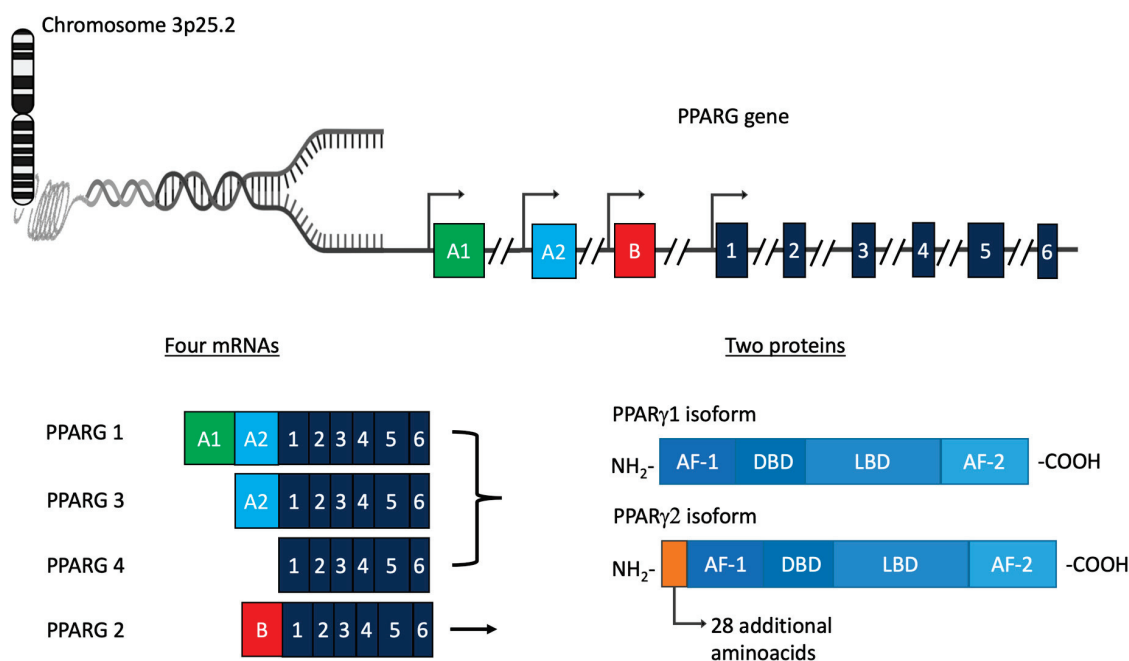 Chromosome 3p25.2
PPARG gene
A1 A2 B 1 2 3 4 5 6
Four mRNAs
Two proteins
PPARG 1
A1 A2 1 2 3 4 5 6
PPARG 3
A2 1 2 3 4 5 6
PPARG 4
1 2 3 4 5 6
PPARG 2
B 1 2 3 4 5 6
PPARγ1 isoform
NH₂- AF-1 DBD LBD AF-2 -COOH
PPARγ2 isoform
NH₂- AF-1 DBD LBD AF-2 -COOH
28 additional
aminoacids